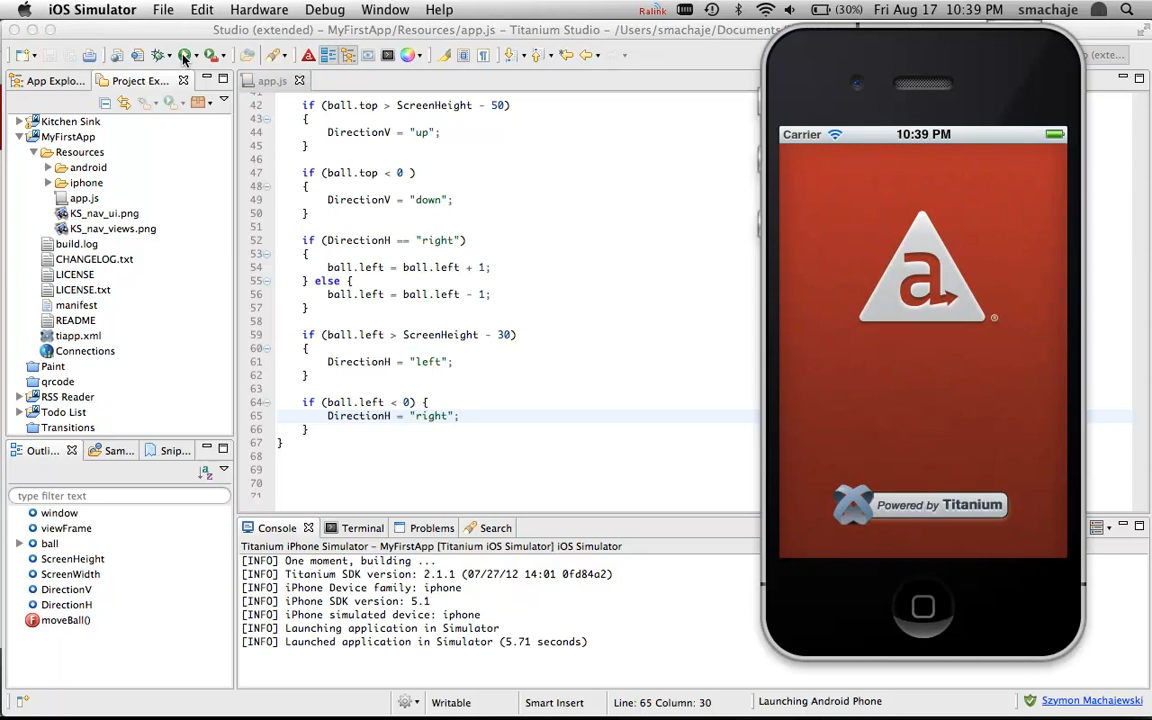 iOS Simulator File Edit Hardware Debug Window Help Ralink (30%) Fri Aug 17 10:39 PM smachaje
Studio (extended) - MyFirstApp/Resources/app.js - Titanium Studio - /Users/smachaje/Documents
App Explo... Project Ex...
app.js
Kitchen Sink
MyFirstApp
Resources
android
iphone
app.js
KS_nav_ui.png
KS_nav_views.png
build.log
CHANGELOG.txt
LICENSE
LICENSE.txt
manifest
README
tiapp.xml
Connections
Paint
qrcode
RSS Reader
Todo List
Transitions
42 if (ball.top > ScreenHeight - 50)
43 {
44 DirectionV = "up";
45 }
46
47 if (ball.top < 0 )
48 {
49 DirectionV = "down";
50 }
51
52 if (DirectionH == "right")
53 {
54 ball.left = ball.left + 1;
55 } else {
56 ball.left = ball.left - 1;
57 }
58
59 if (ball.left > ScreenHeight - 30)
60 {
61 DirectionH = "left";
62 }
63
64 if (ball.left < 0) {
65 DirectionH = "right";
66 }
67 }
68
69
70
71
Carrier 10:39 PM
a
®
Powered by Titanium
Outli... Sam... Snip...
type filter text
window
viewFrame
ball
ScreenHeight
ScreenWidth
DirectionV
DirectionH
moveBall()
Console Terminal Problems Search
Titanium iPhone Simulator - MyFirstApp [Titanium iOS Simulator] iOS Simulator
[INFO] One moment, building ...
[INFO] Titanium SDK version: 2.1.1 (07/27/12 14:01 0fd84a2)
[INFO] iPhone Device family: iphone
[INFO] iPhone SDK version: 5.1
[INFO] iPhone simulated device: iphone
[INFO] Launching application in Simulator
[INFO] Launched application in Simulator (5.71 seconds)
Writable Smart Insert Line: 65 Column: 30 Launching Android Phone Szymon Machajewski